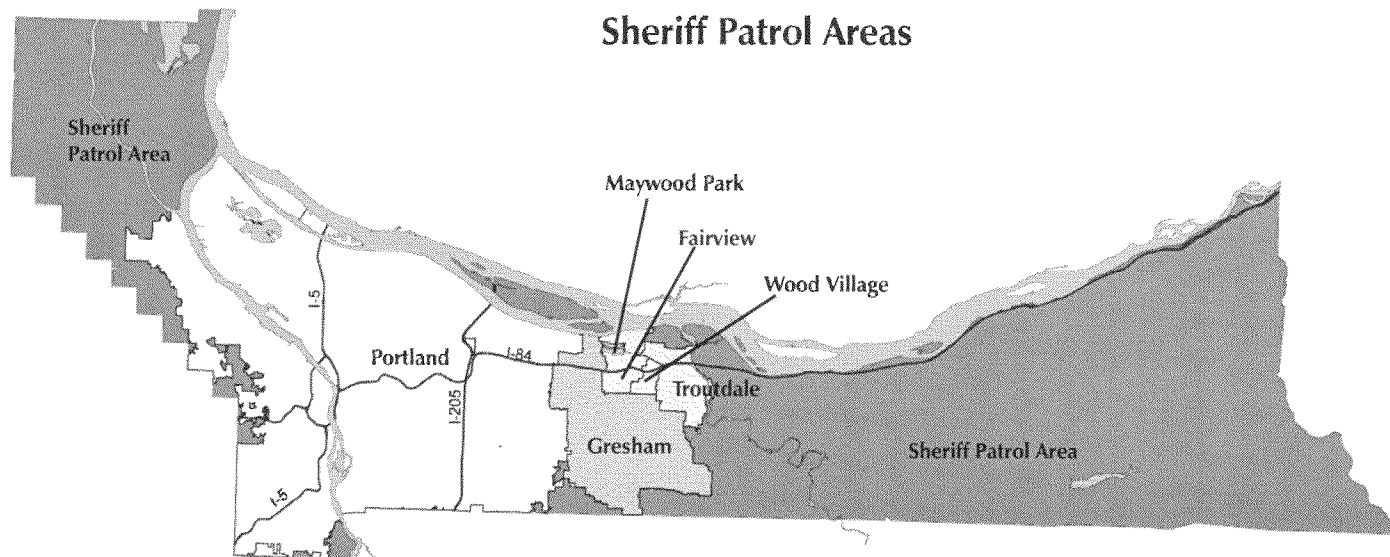 Sheriff Patrol Areas
Sheriff
Patrol Area
Maywood Park
Fairview
Wood Village
I-5
Portland
I-84
I-205
Troutdale
Gresham
Sheriff Patrol Area
I-5